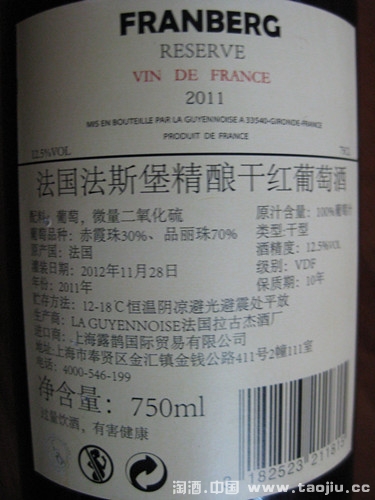 FRANBERG
RESERVE
VIN DE FRANCE
2011
MIS EN BOUTEILLE PAR LA GUYENNOISE A 33540-GIRONDE-FRANCE
PRODUIT DE FRANCE
12.5%VOL 75CL
法国法斯堡精酿干红葡萄酒
配料：葡萄，微量二氧化硫 原汁含量：100%葡萄汁
葡萄品种：赤霞珠30%、品丽珠70% 类型:干型
原产国：法国 酒精度：12.5%VOL
灌装日期：2012年11月28日 级别：VDF
年份：2011年 保质期：10年
贮存方法：12-18℃恒温阴凉避光避震处平放
生产商：LA GUYENNOISE法国拉古杰酒厂
进口商：上海露鹊国际贸易有限公司
地址:上海市奉贤区金汇镇金钱公路411号2幢111室
电话：4000-546-199
净含量：750ml
过量饮酒，有害健康
182523 21181
淘酒.中国 www.taojiu.cc